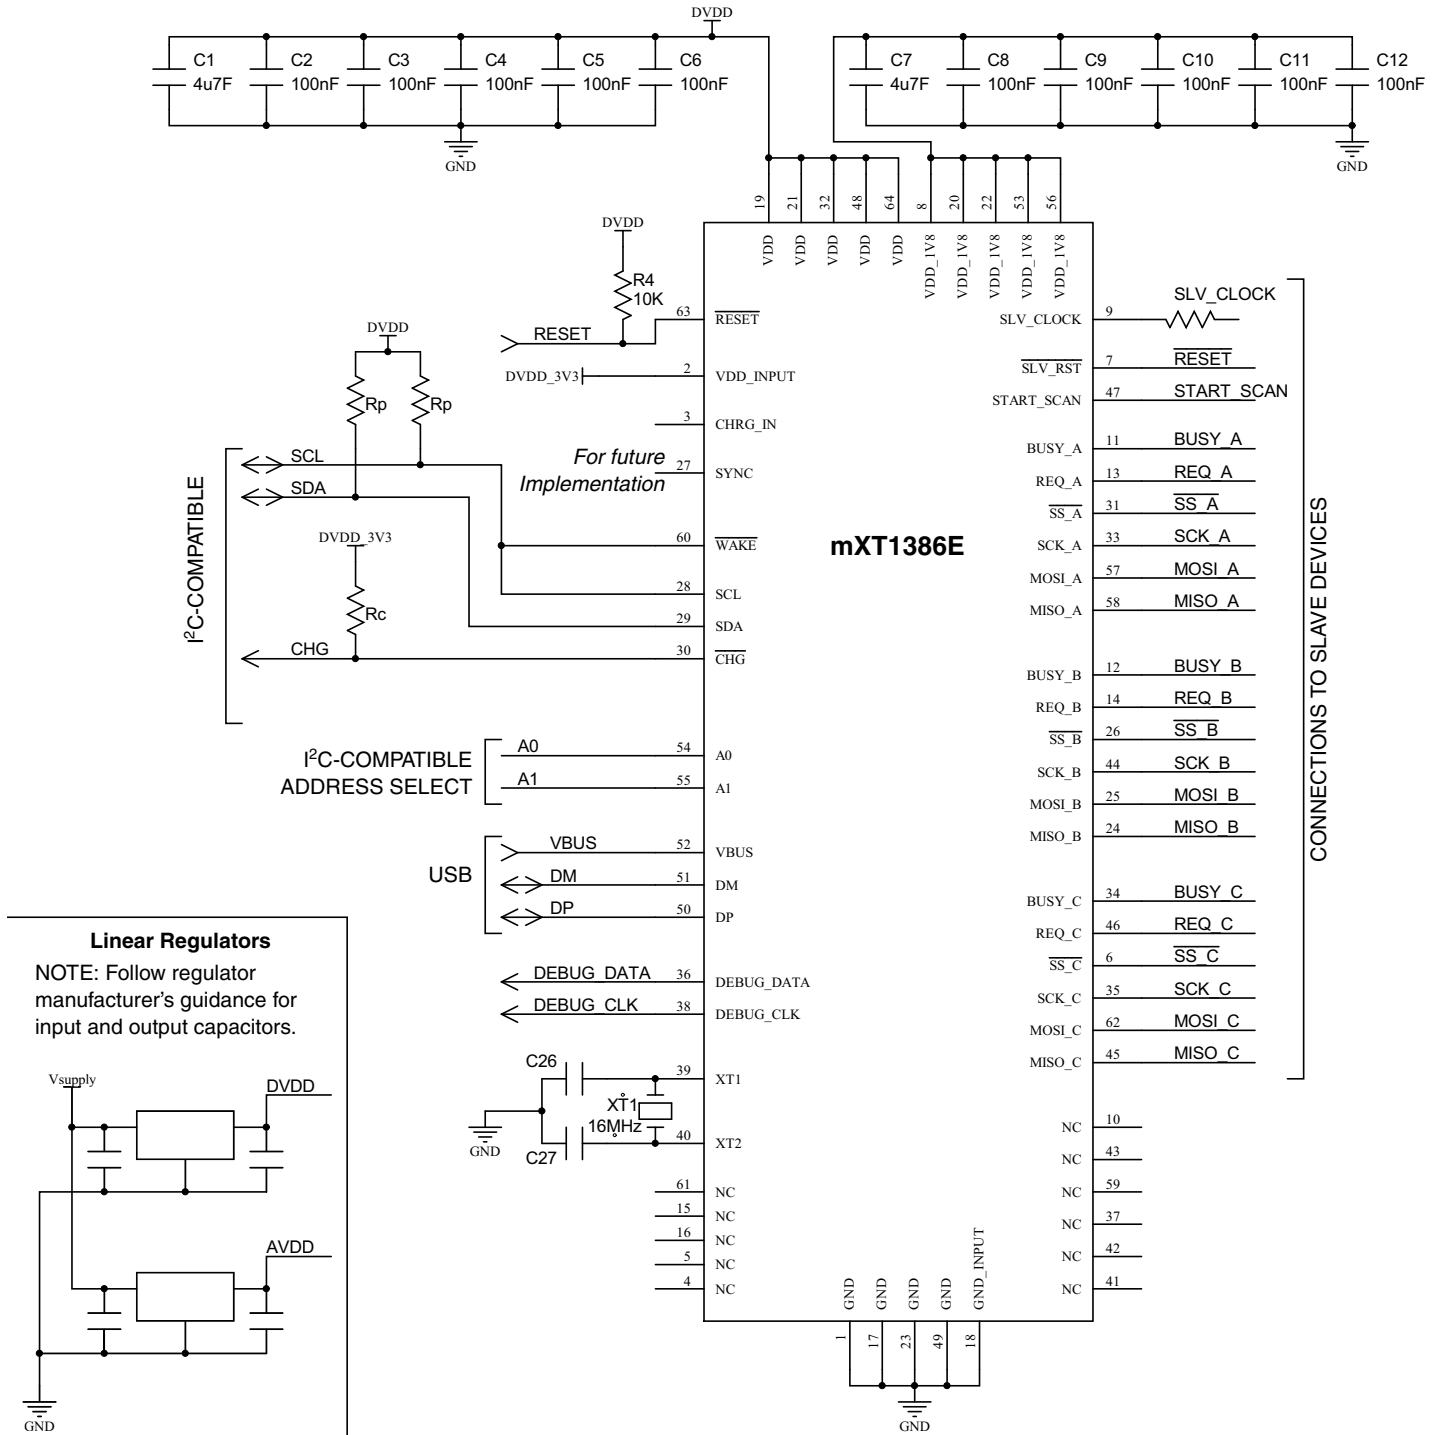 DVDD
C1
4u7F
C2
100nF
C3
100nF
C4
100nF
C5
100nF
C6
100nF
GND
C7
4u7F
C8
100nF
C9
100nF
C10
100nF
C11
100nF
C12
100nF
GND
19
21
32
48
64
8
20
22
53
56
VDD
VDD
VDD
VDD
VDD
VDD_1V8
VDD_1V8
VDD_1V8
VDD_1V8
VDD_1V8
DVDD
R4
10K
RESET
63
RESET
DVDD_3V3
2
VDD_INPUT
3
CHRG_IN
For future
Implementation
27
SYNC
DVDD
Rp
Rp
SCL
SDA
DVDD_3V3
Rc
CHG
I²C-COMPATIBLE
60
WAKE
28
SCL
29
SDA
30
CHG
mXT1386E
I²C-COMPATIBLE
ADDRESS SELECT
A0
54
A0
A1
55
A1
USB
VBUS
52
VBUS
DM
51
DM
DP
50
DP
DEBUG_DATA
36
DEBUG_DATA
DEBUG_CLK
38
DEBUG_CLK
C26
39
XT1
XT1
16MHz
GND
C27
40
XT2
61
NC
15
NC
16
NC
5
NC
4
NC
SLV_CLOCK
9
SLV_CLOCK
SLV_RST
7
RESET
START_SCAN
47
START_SCAN
BUSY_A
11
BUSY_A
REQ_A
13
REQ_A
SS_A
31
SS_A
SCK_A
33
SCK_A
MOSI_A
57
MOSI_A
MISO_A
58
MISO_A
BUSY_B
12
BUSY_B
REQ_B
14
REQ_B
SS_B
26
SS_B
SCK_B
44
SCK_B
MOSI_B
25
MOSI_B
MISO_B
24
MISO_B
BUSY_C
34
BUSY_C
REQ_C
46
REQ_C
SS_C
6
SS_C
SCK_C
35
SCK_C
MOSI_C
62
MOSI_C
MISO_C
45
MISO_C
CONNECTIONS TO SLAVE DEVICES
NC
10
NC
43
NC
59
NC
37
NC
42
NC
41
GND
GND
GND
GND
GND_INPUT
1
17
23
49
18
GND
Linear Regulators
NOTE: Follow regulator
manufacturer's guidance for
input and output capacitors.
Vsupply
DVDD
AVDD
GND